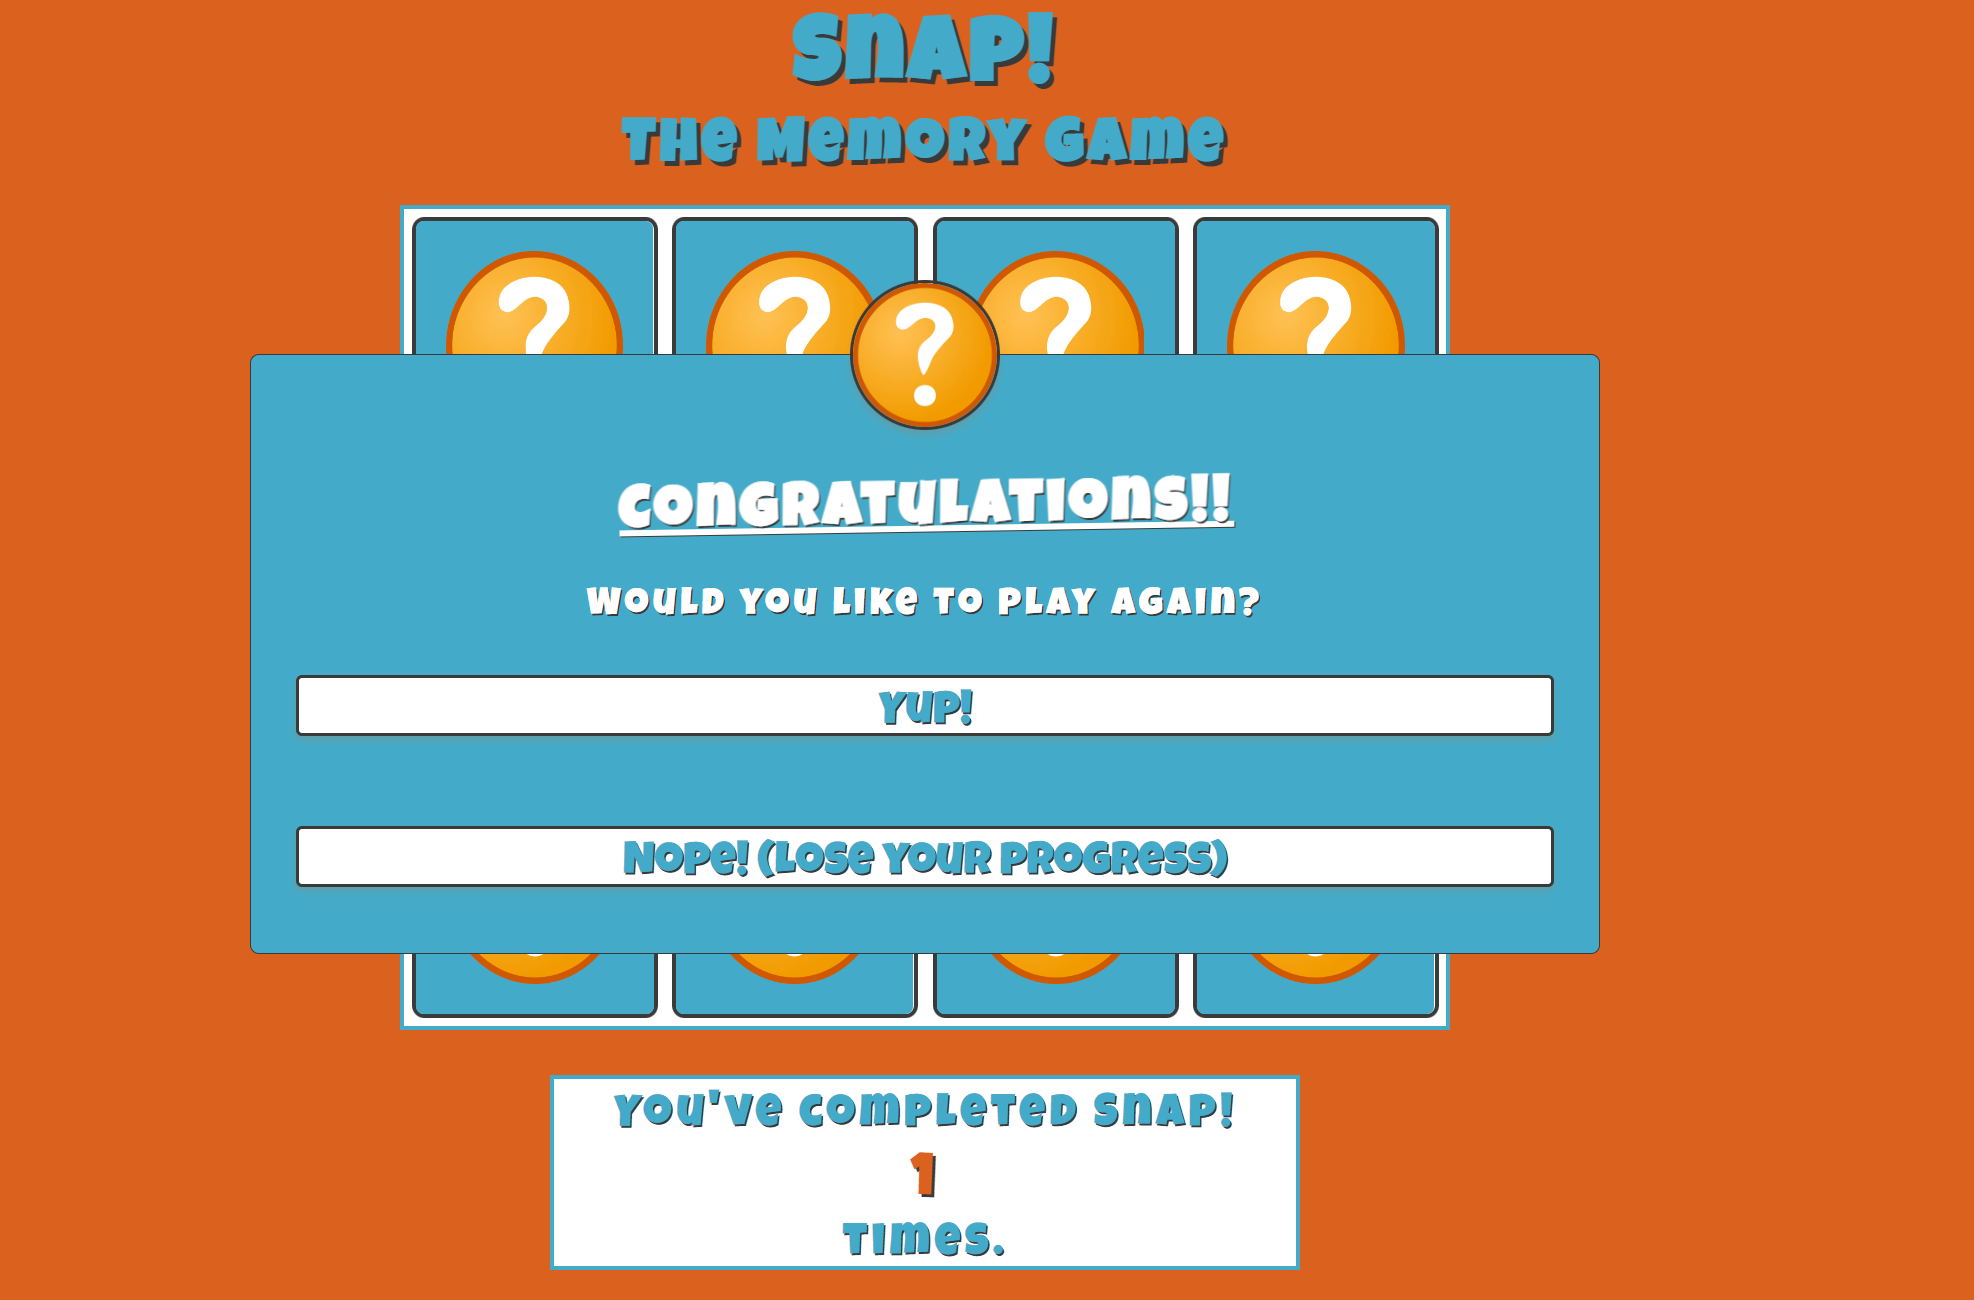 SNAP!
THE MEMORY GAME
?
?
?
?
?
CONGRATULATIONS!!
WOULD YOU LIKE TO PLAY AGAIN?
YUP!
NOPE! (LOSE YOUR PROGRESS)
YOU'VE COMPLETED SNAP!
1
TIMES.